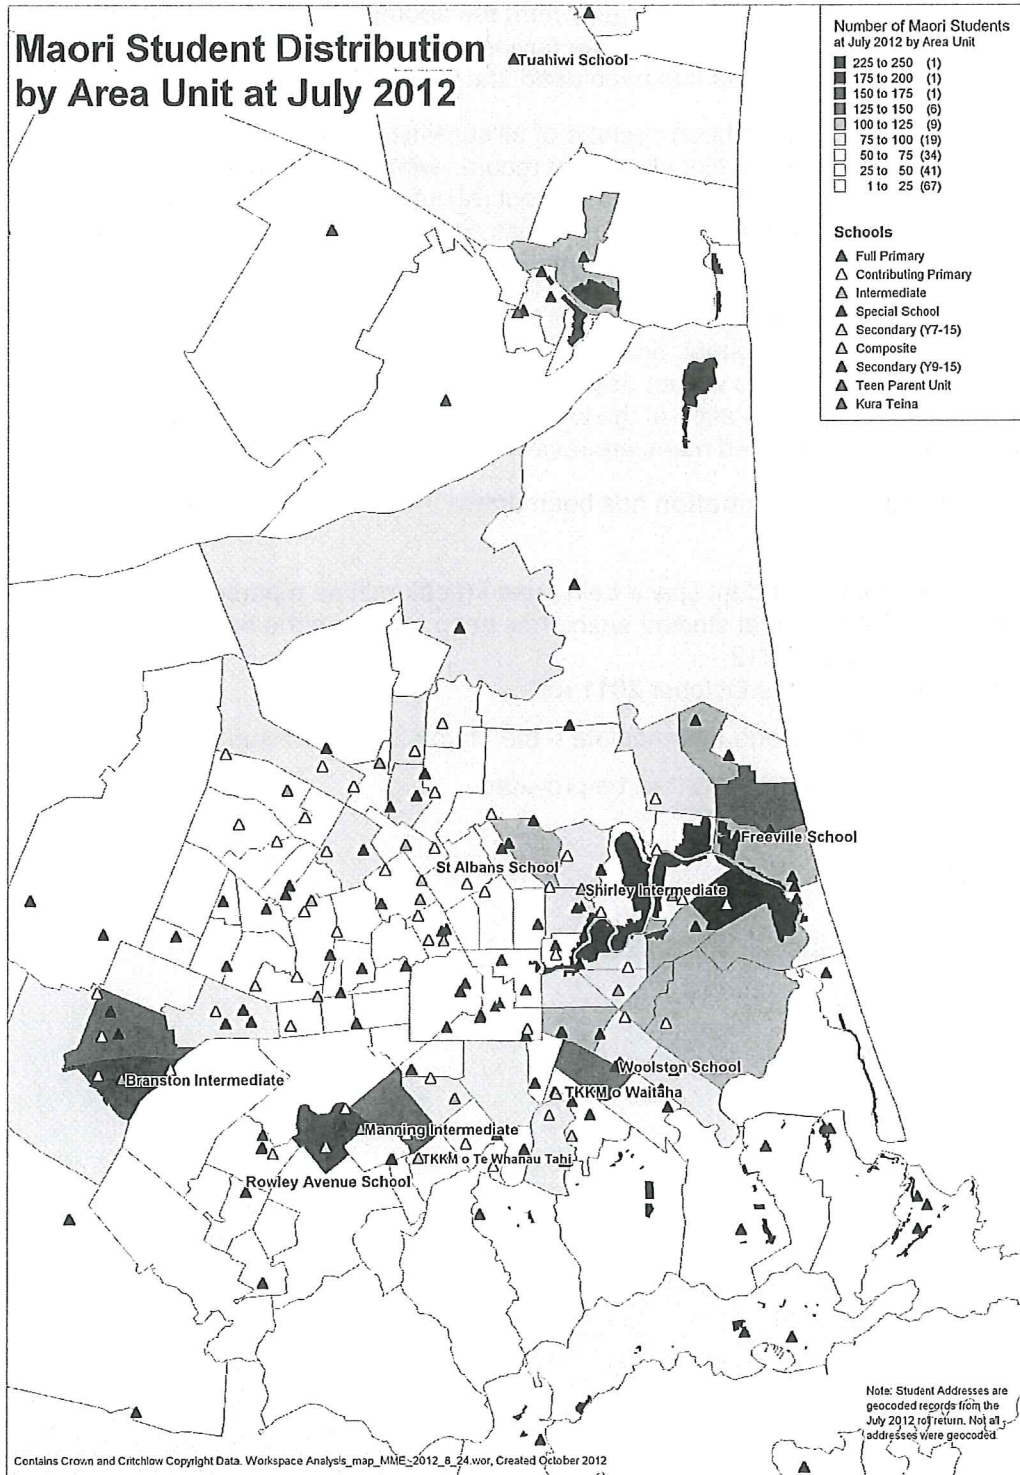 Maori Student Distribution
by Area Unit at July 2012
Tuahiwi School
Number of Maori Students
at July 2012 by Area Unit
225 to 250 (1)
175 to 200 (1)
150 to 175 (1)
125 to 150 (6)
100 to 125 (9)
75 to 100 (19)
50 to 75 (34)
25 to 50 (41)
1 to 25 (67)
Schools
Full Primary
Contributing Primary
Intermediate
Special School
Secondary (Y7-15)
Composite
Secondary (Y9-15)
Teen Parent Unit
Kura Teina
Freeville School
St Albans School
Shirley Intermediate
Woolston School
Branston Intermediate
TKKM o Waitaha
Manning Intermediate
TKKM o Te Whanau Tahi
Rowley Avenue School
Note: Student Addresses are
geocoded records from the
July 2012 roll return. Not all
addresses were geocoded
Contains Crown and Critchlow Copyright Data. Workspace Analysis_map_MME~2012_8_24.wor, Created October 2012